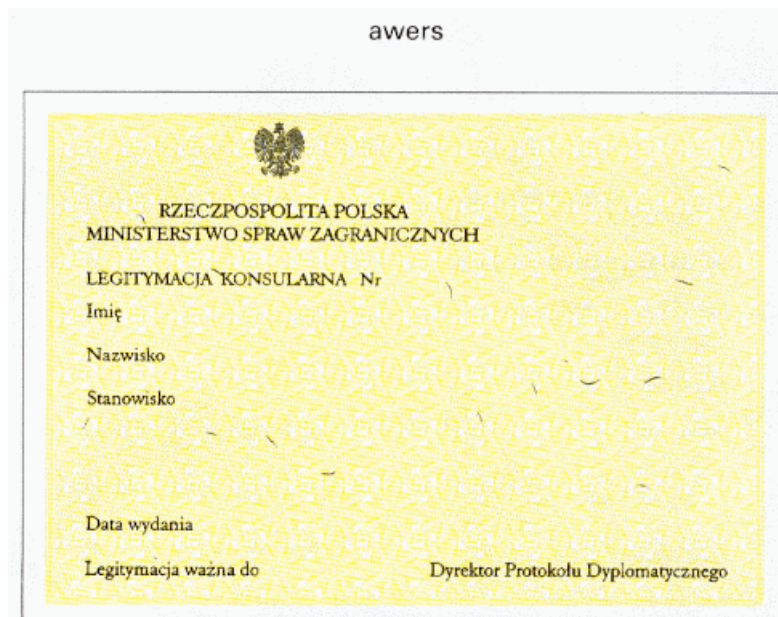 awers
RZECZPOSPOLITA POLSKA
MINISTERSTWO SPRAW ZAGRANICZNYCH
LEGITYMACJA KONSULARNA Nr
Imię
Nazwisko
Stanowisko
Data wydania
Legitymacja ważna do Dyrektor Protokołu Dyplomatycznego